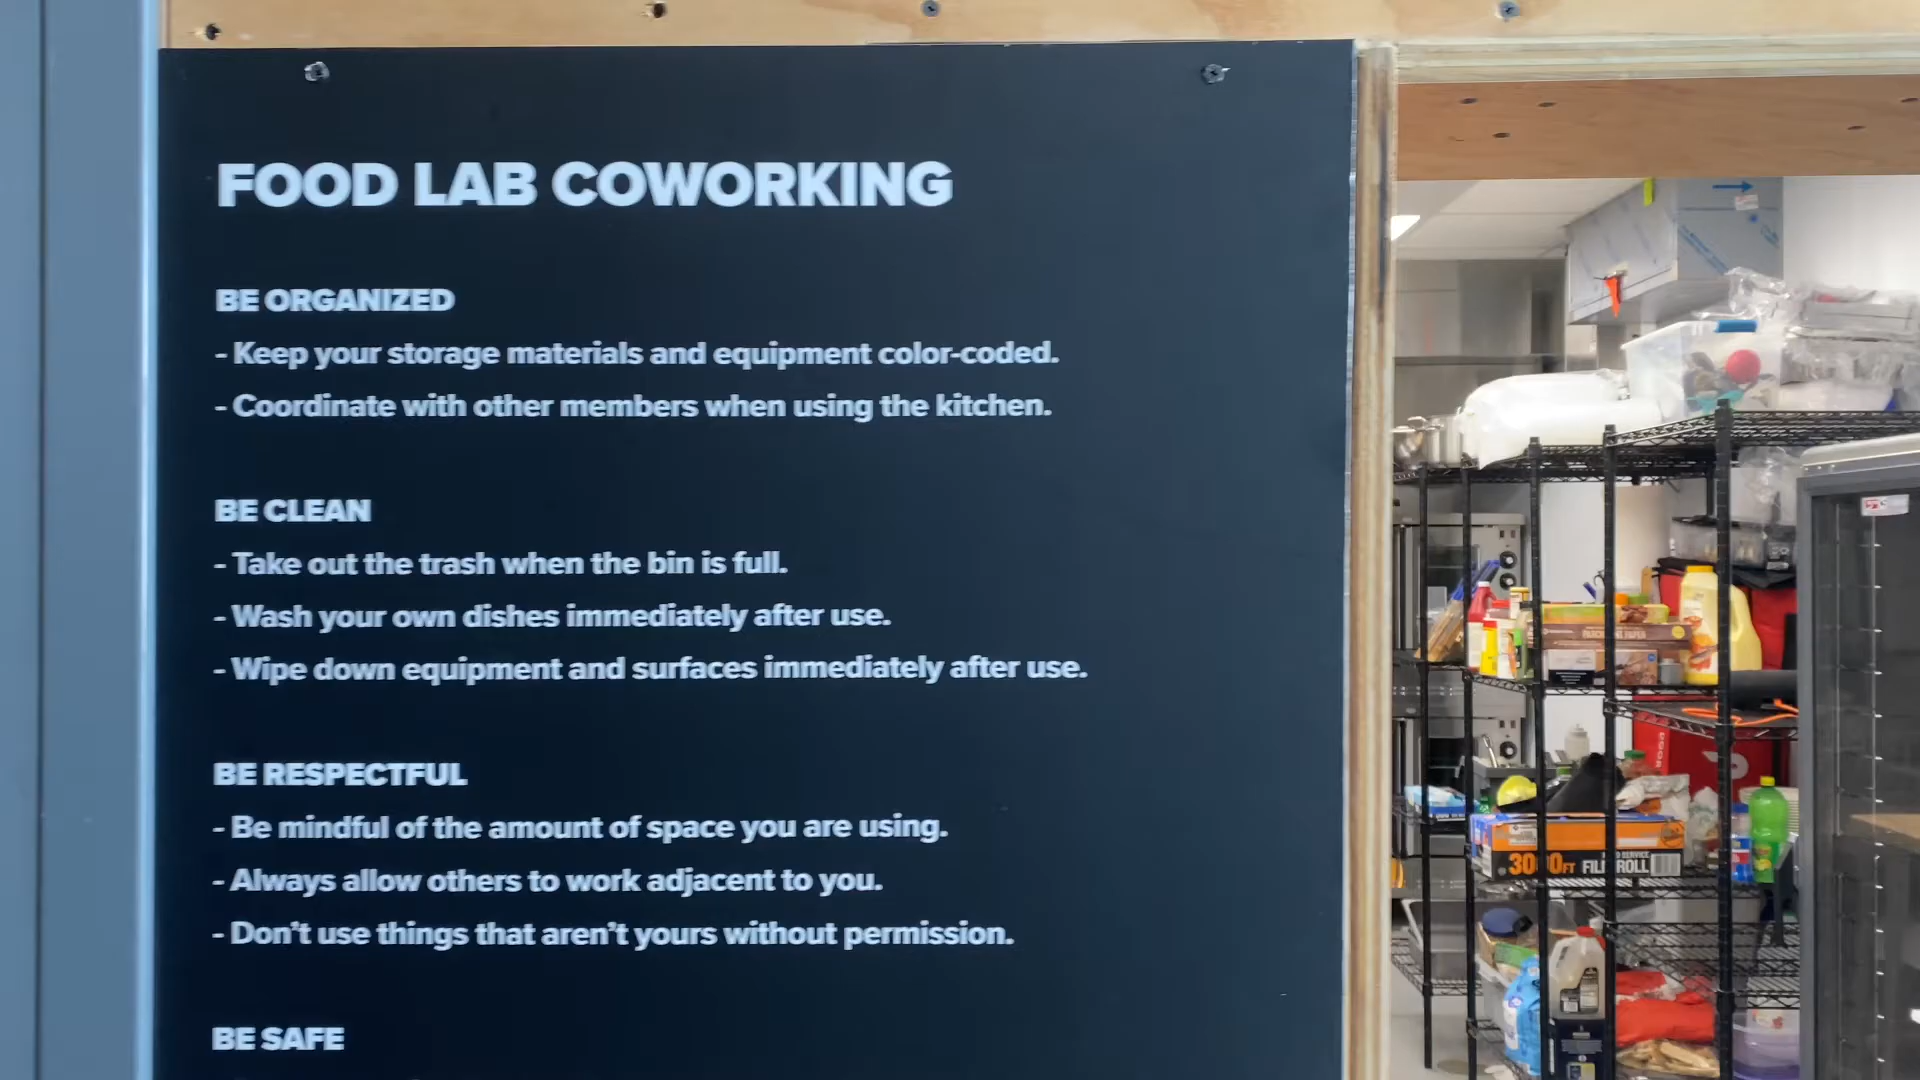 FOOD LAB COWORKING
BE ORGANIZED
- Keep your storage materials and equipment color-coded.
- Coordinate with other members when using the kitchen.
BE CLEAN
- Take out the trash when the bin is full.
- Wash your own dishes immediately after use.
- Wipe down equipment and surfaces immediately after use.
BE RESPECTFUL
- Be mindful of the amount of space you are using.
- Always allow others to work adjacent to you.
- Don't use things that aren't yours without permission.
BE SAFE